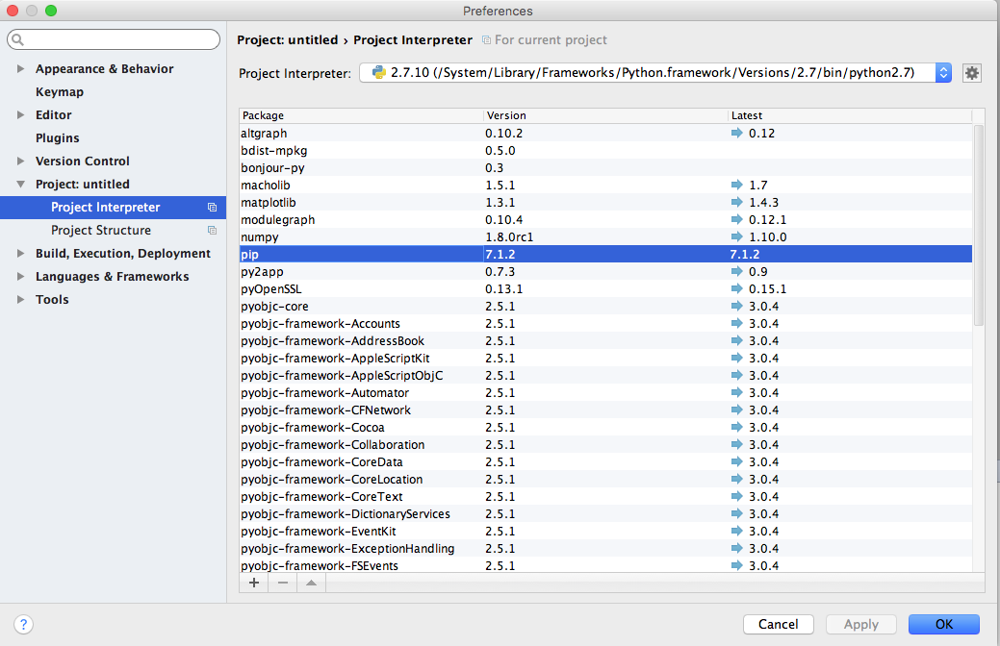 Preferences
Project: untitled › Project Interpreter For current project
Project Interpreter: 2.7.10 (/System/Library/Frameworks/Python.framework/Versions/2.7/bin/python2.7)
Appearance & Behavior
Keymap
Editor
Plugins
Version Control
Project: untitled
Project Interpreter
Project Structure
Build, Execution, Deployment
Languages & Frameworks
Tools
Package Version Latest
altgraph 0.10.2 0.12
bdist-mpkg 0.5.0
bonjour-py 0.3
macholib 1.5.1 1.7
matplotlib 1.3.1 1.4.3
modulegraph 0.10.4 0.12.1
numpy 1.8.0rc1 1.10.0
pip 7.1.2 7.1.2
py2app 0.7.3 0.9
pyOpenSSL 0.13.1 0.15.1
pyobjc-core 2.5.1 3.0.4
pyobjc-framework-Accounts 2.5.1 3.0.4
pyobjc-framework-AddressBook 2.5.1 3.0.4
pyobjc-framework-AppleScriptKit 2.5.1 3.0.4
pyobjc-framework-AppleScriptObjC 2.5.1 3.0.4
pyobjc-framework-Automator 2.5.1 3.0.4
pyobjc-framework-CFNetwork 2.5.1 3.0.4
pyobjc-framework-Cocoa 2.5.1 3.0.4
pyobjc-framework-Collaboration 2.5.1 3.0.4
pyobjc-framework-CoreData 2.5.1 3.0.4
pyobjc-framework-CoreLocation 2.5.1 3.0.4
pyobjc-framework-CoreText 2.5.1 3.0.4
pyobjc-framework-DictionaryServices 2.5.1 3.0.4
pyobjc-framework-EventKit 2.5.1 3.0.4
pyobjc-framework-ExceptionHandling 2.5.1 3.0.4
pyobjc-framework-FSEvents 2.5.1 3.0.4
+ −
? Cancel Apply OK